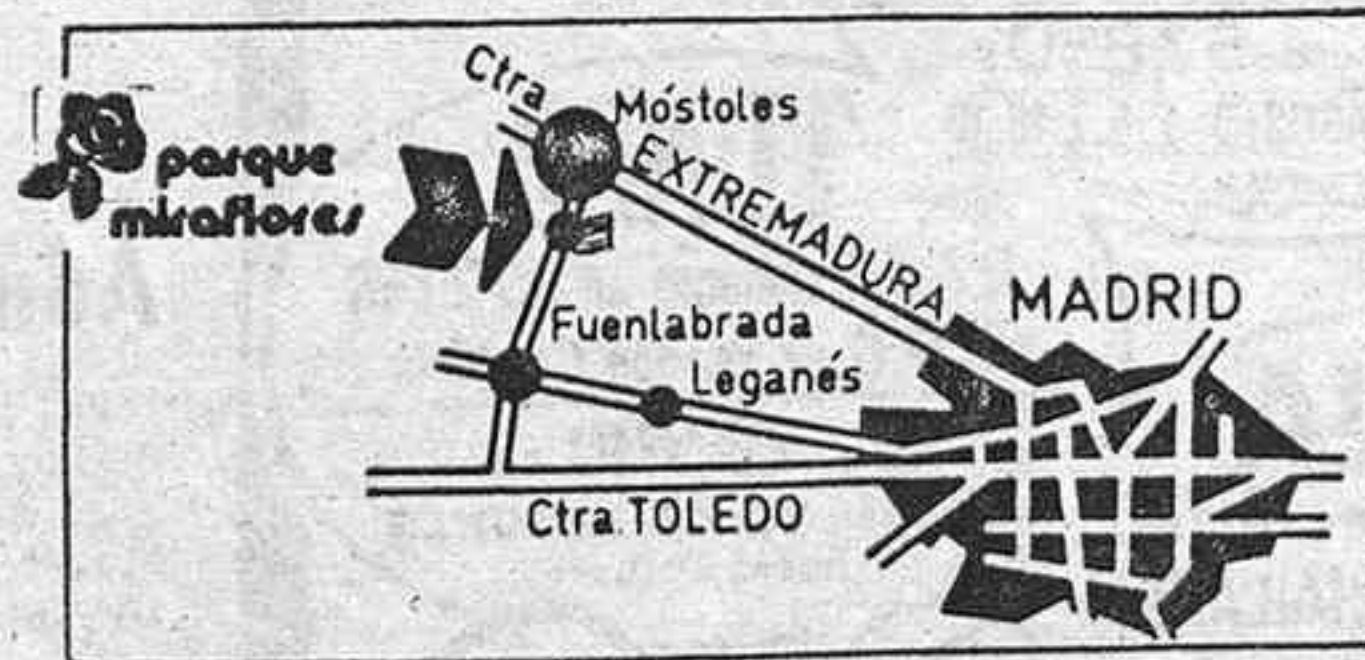 parque
miraflores
Ctra
Móstoles
EXTREMADURA
MADRID
Fuenlabrada
Leganés
Ctra. TOLEDO